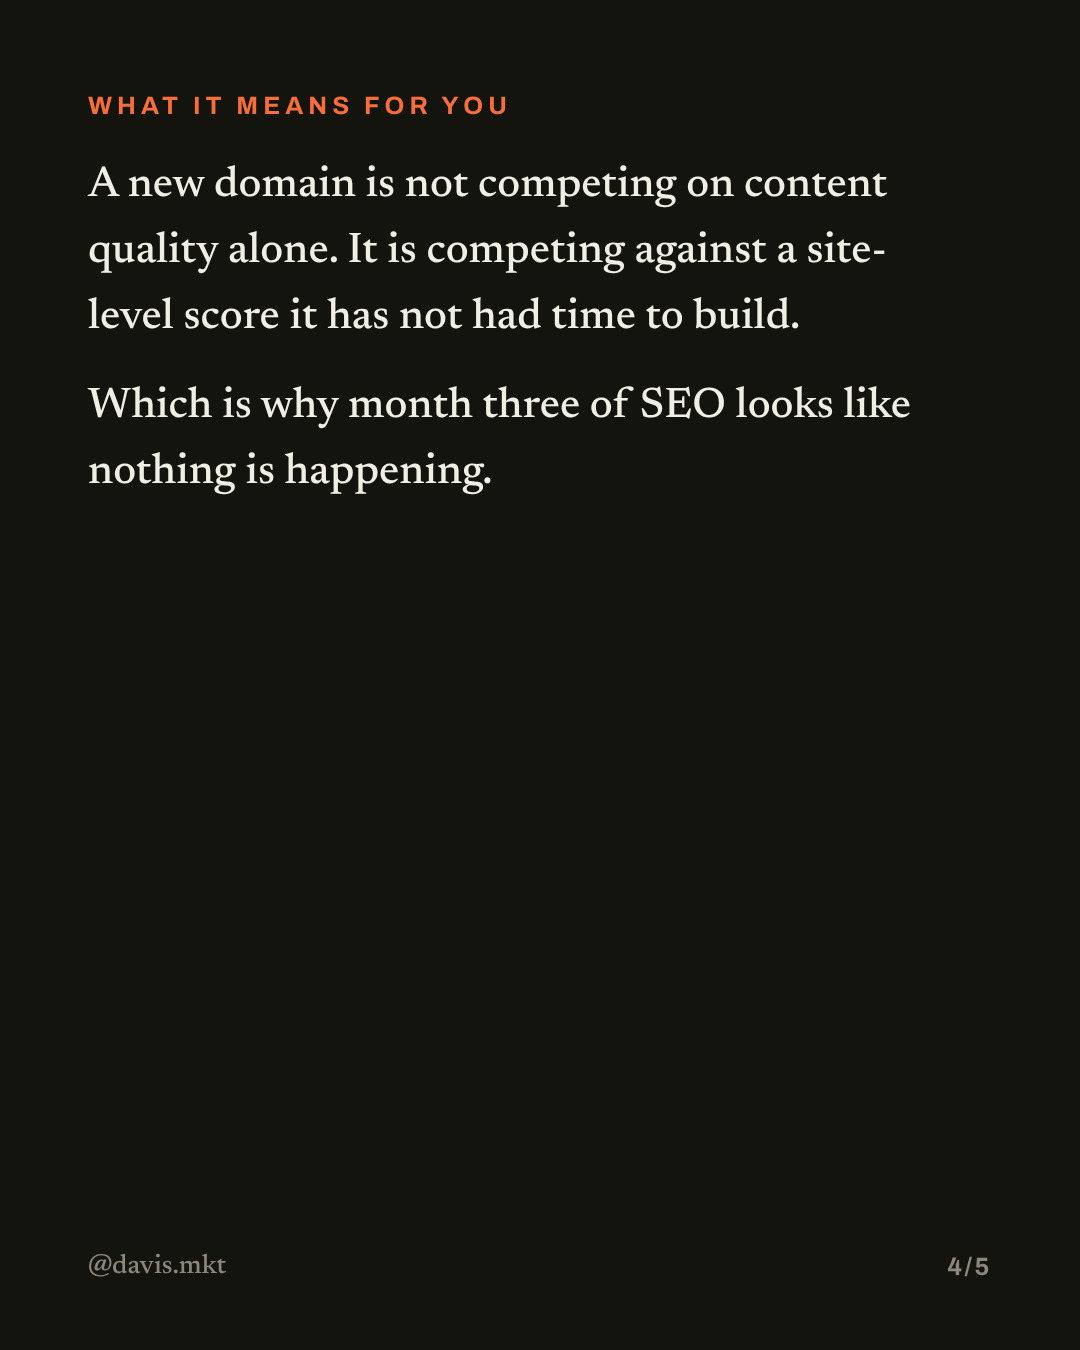 WHAT IT MEANS FOR YOU
A new domain is not competing on content
quality alone. It is competing against a site-
level score it has not had time to build.
Which is why month three of SEO looks like
nothing is happening.
@davis.mkt
4/5